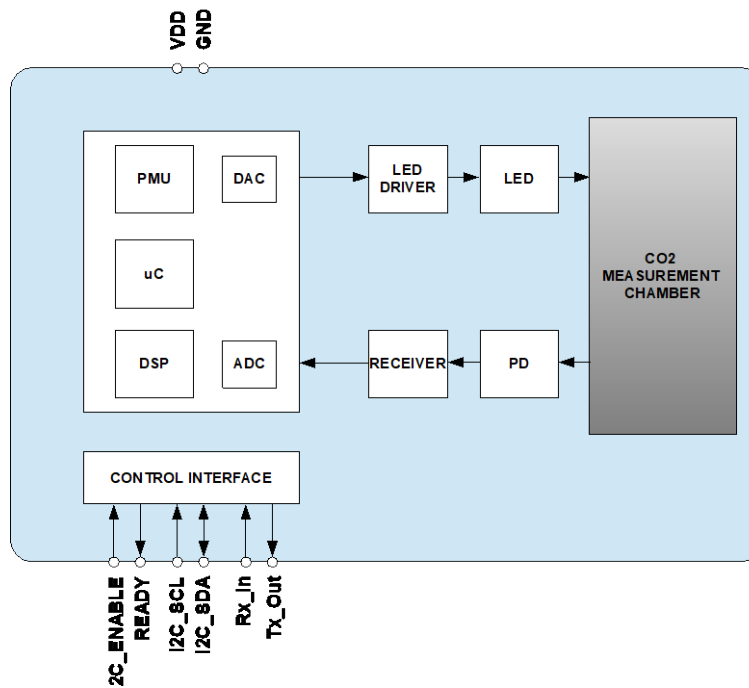 VDD
GND
PMU
DAC
LED
DRIVER
LED
uC
CO2
MEASUREMENT
CHAMBER
DSP
ADC
RECEIVER
PD
CONTROL INTERFACE
2C_ENABLE
READY
I2C_SCL
I2C_SDA
Rx_In
Tx_Out